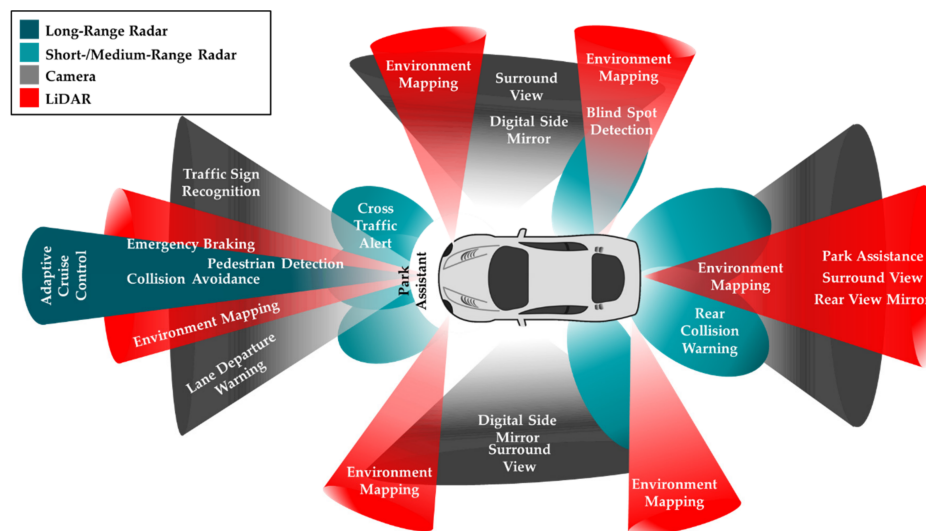 Long-Range Radar
Short-/Medium-Range Radar
Camera
LiDAR
Environment
Mapping
Surround
View
Digital Side
Mirror
Environment
Mapping
Blind Spot
Detection
Traffic Sign
Recognition
Cross
Traffic
Alert
Adaptive
Cruise
Control
Emergency Braking
Pedestrian Detection
Collision Avoidance
Park
Assistant
Environment Mapping
Lane Departure
Warning
Environment
Mapping
Park Assistance
Surround View
Rear View Mirror
Rear
Collision
Warning
Digital Side
Mirror
Surround
View
Environment
Mapping
Environment
Mapping